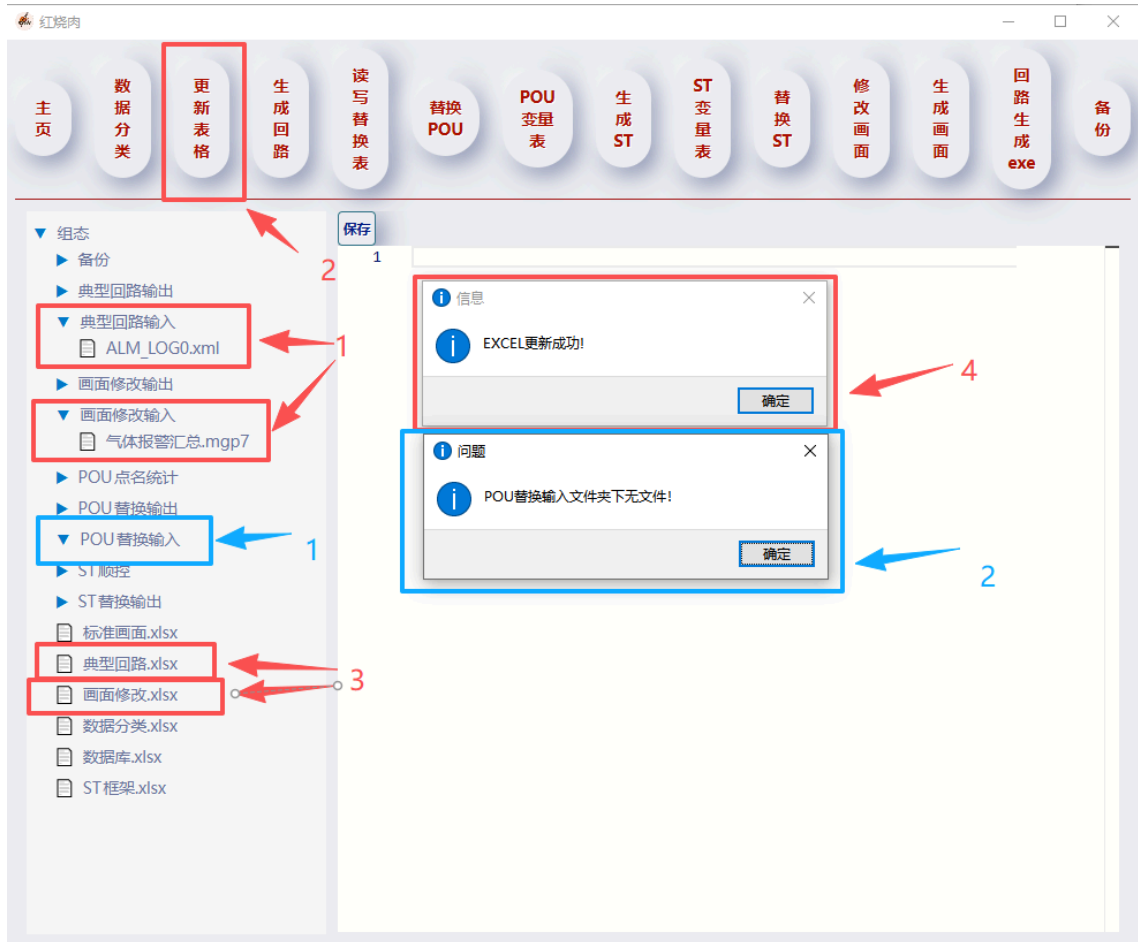 红烧肉
主页
数据分类
更新表格
生成回路
读写替换表
替换POU
POU变量表
生成ST
ST变量表
替换ST
修改画面
生成画面
回路生成exe
备份
组态
备份
典型回路输出
典型回路输入
ALM_LOG0.xml
画面修改输出
画面修改输入
气体报警汇总.mgp7
POU点名统计
POU替换输出
POU替换输入
ST顺控
ST替换输出
标准画面.xlsx
典型回路.xlsx
画面修改.xlsx
数据分类.xlsx
数据库.xlsx
ST框架.xlsx
2
1
1
3
保存
1
信息
EXCEL更新成功!
确定
4
问题
POU替换输入文件夹下无文件!
确定
2